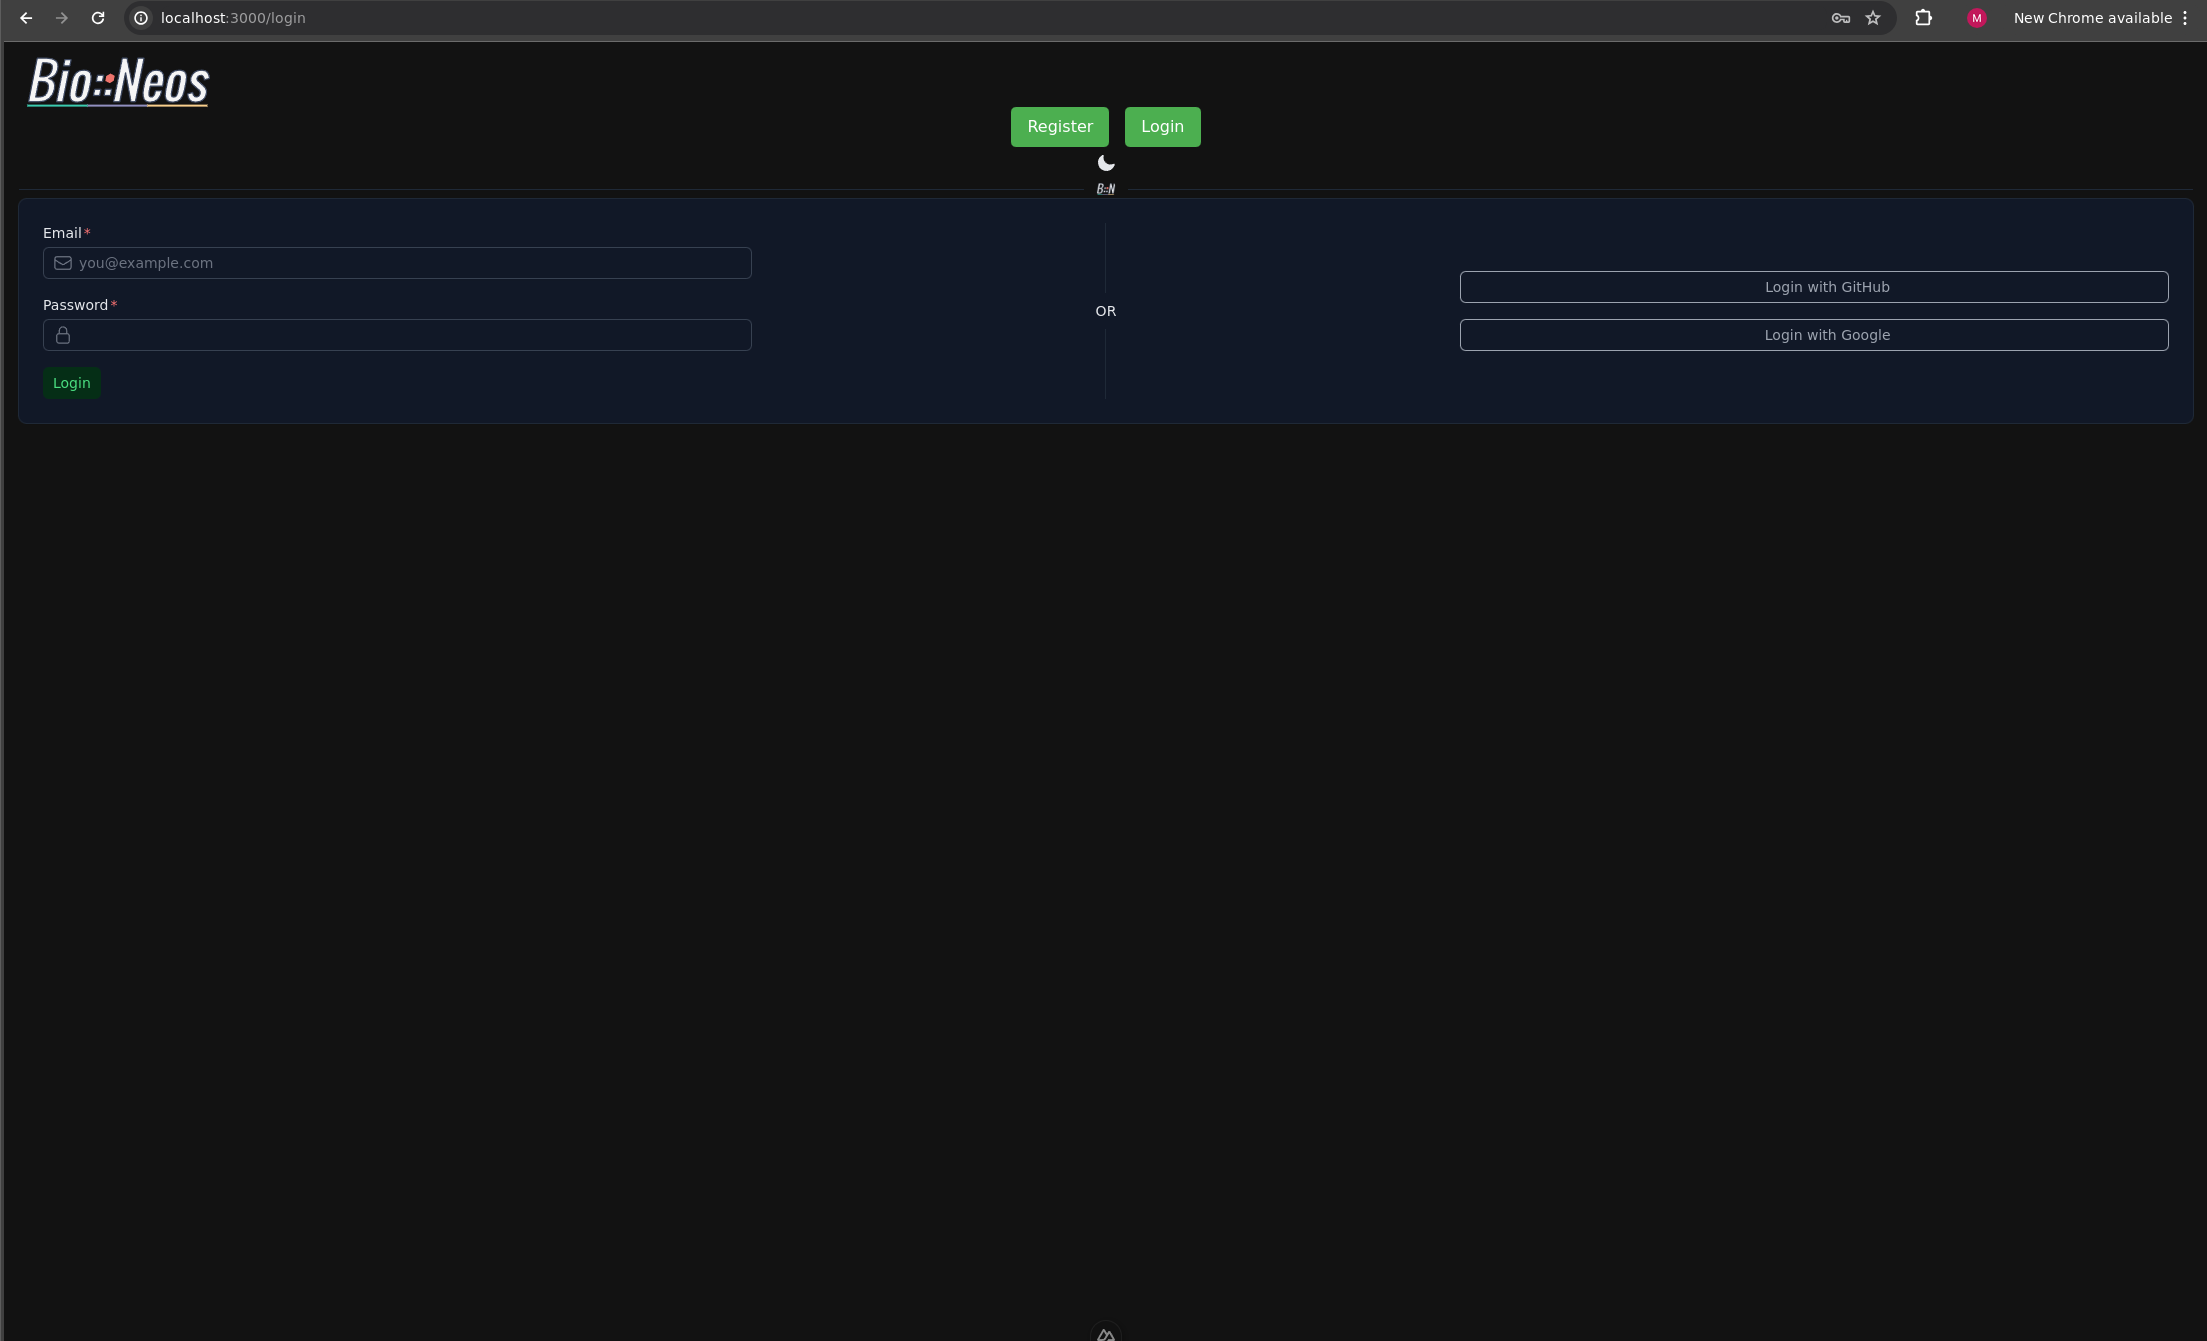 localhost:3000/login
M
New Chrome available
Bio::Neos
Register
Login
B::N
Email*
you@example.com
Password*
Login
OR
Login with GitHub
Login with Google